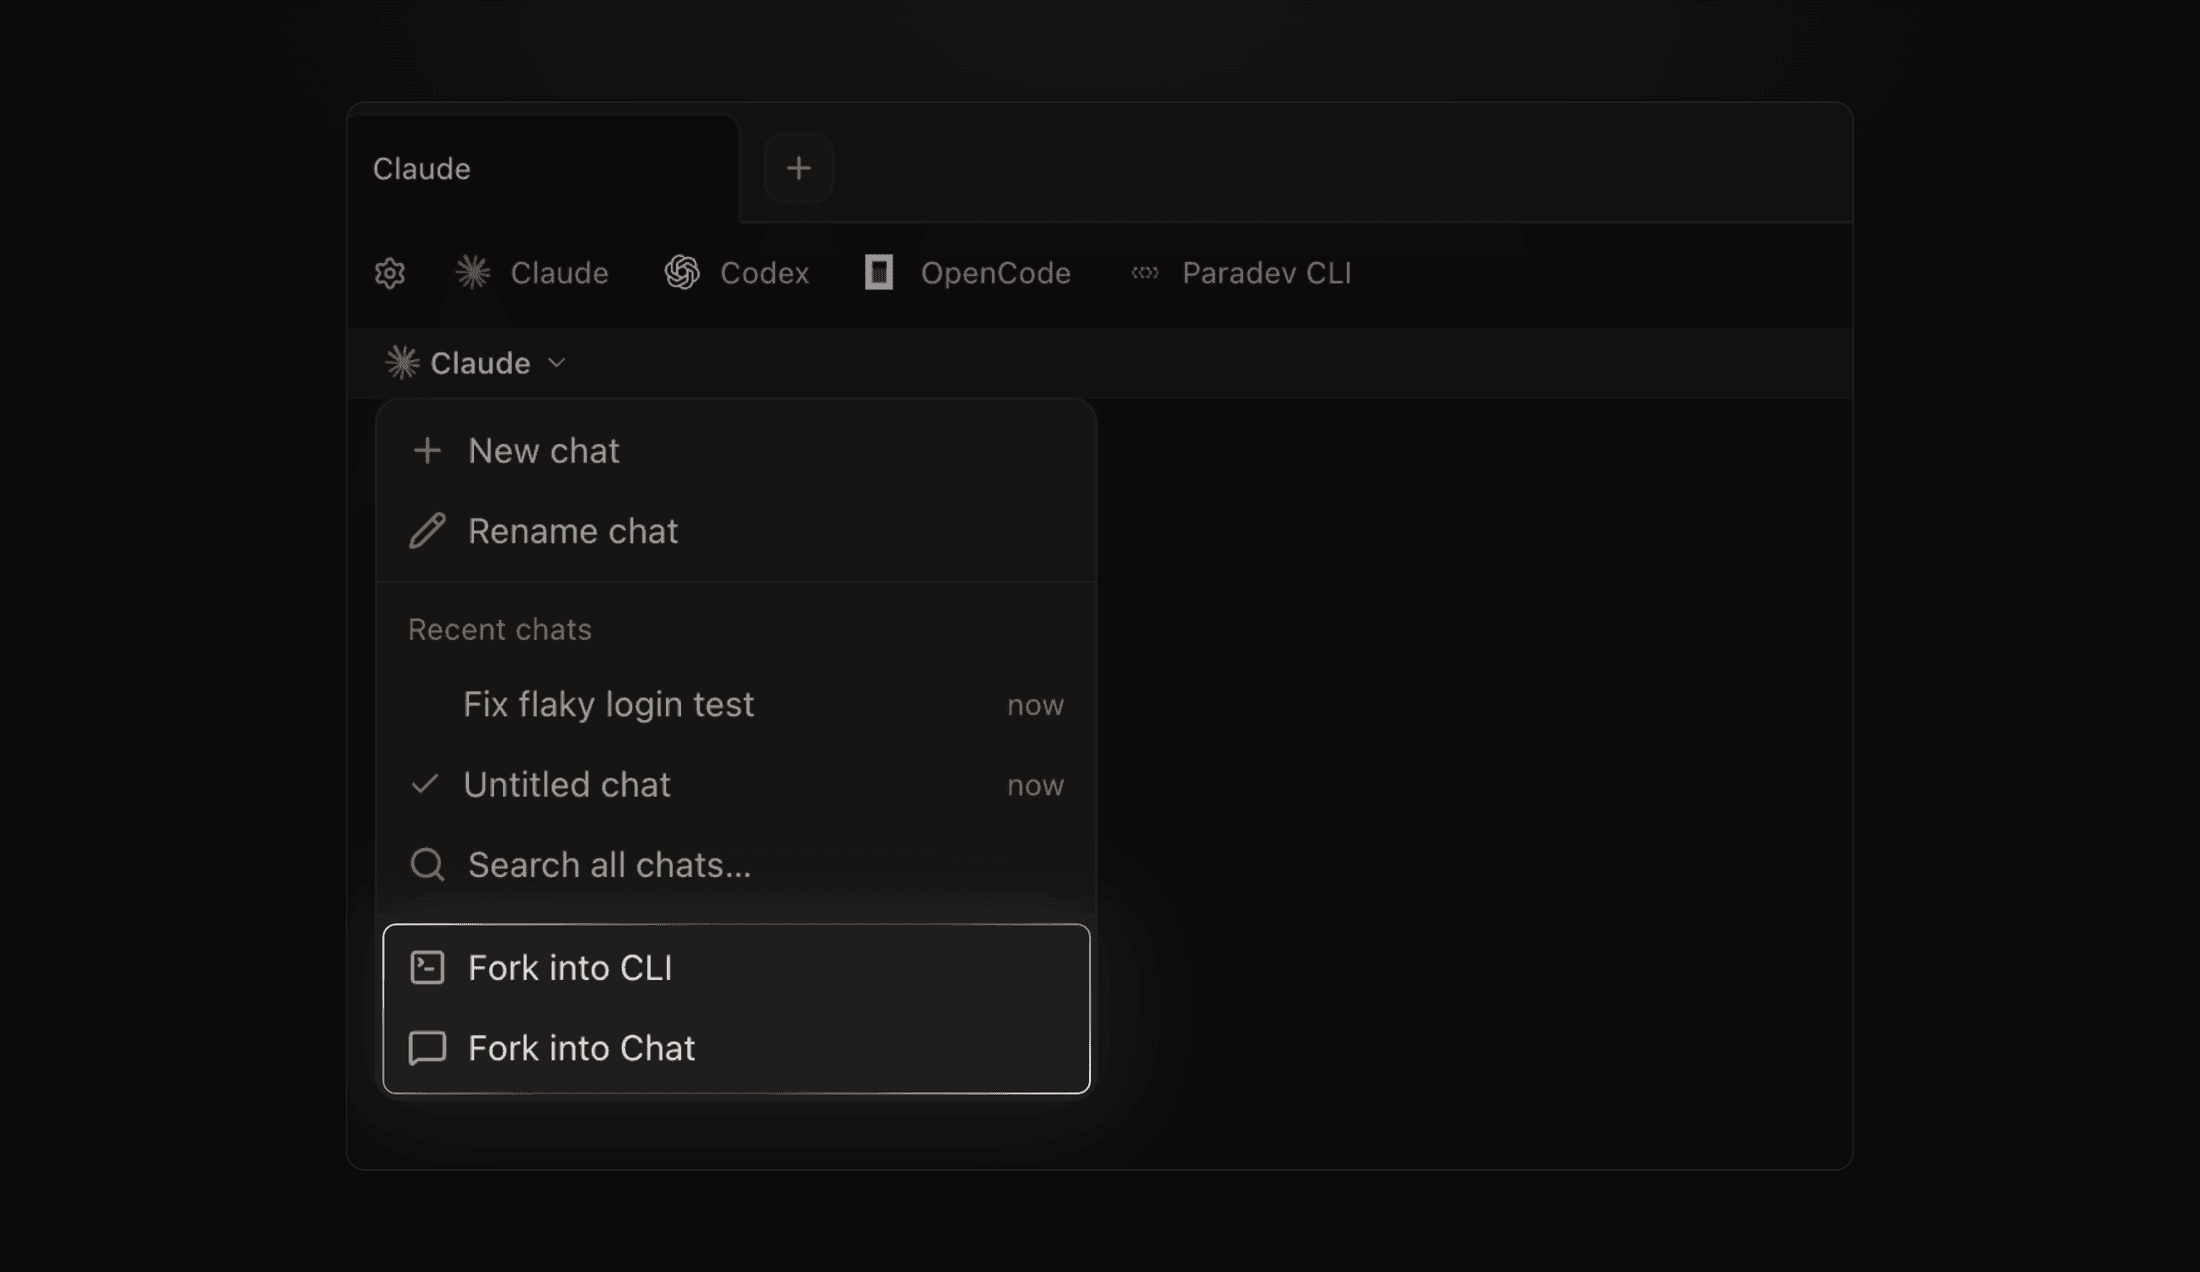 Claude
Claude Codex OpenCode Paradev CLI
Claude
New chat
Rename chat
Recent chats
Fix flaky login test now
Untitled chat now
Search all chats...
Fork into CLI
Fork into Chat